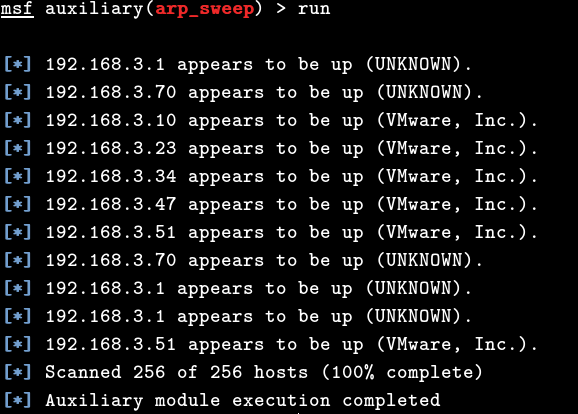 msf auxiliary(arp_sweep) > run
[*] 192.168.3.1 appears to be up (UNKNOWN).
[*] 192.168.3.70 appears to be up (UNKNOWN).
[*] 192.168.3.10 appears to be up (VMware, Inc.).
[*] 192.168.3.23 appears to be up (VMware, Inc.).
[*] 192.168.3.34 appears to be up (VMware, Inc.).
[*] 192.168.3.47 appears to be up (VMware, Inc.).
[*] 192.168.3.51 appears to be up (VMware, Inc.).
[*] 192.168.3.70 appears to be up (UNKNOWN).
[*] 192.168.3.1 appears to be up (UNKNOWN).
[*] 192.168.3.1 appears to be up (UNKNOWN).
[*] 192.168.3.51 appears to be up (VMware, Inc.).
[*] Scanned 256 of 256 hosts (100% complete)
[*] Auxiliary module execution completed